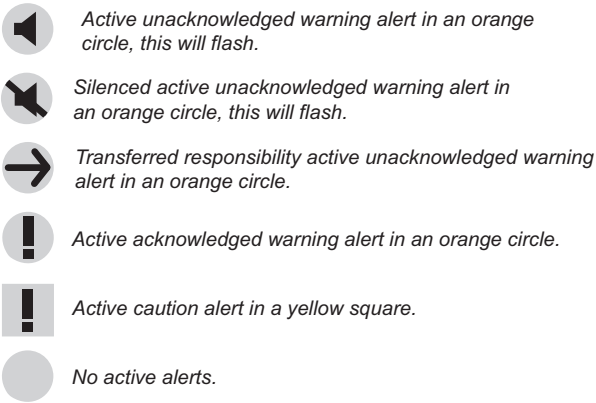 Active unacknowledged warning alert in an orange
circle, this will flash.
Silenced active unacknowledged warning alert in
an orange circle, this will flash.
Transferred responsibility active unacknowledged warning
alert in an orange circle.
Active acknowledged warning alert in an orange circle.
Active caution alert in a yellow square.
No active alerts.